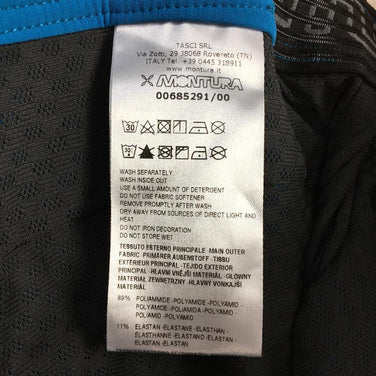 TASCI SRL
Via Zotti, 29 38068 Rovereto (TN)
ITALY Tel. +39 0445 318911
www.montura.it
MONTURA
00685291/00
30
30
WASH SEPARATELY
WASH INSIDE OUT
USE A SMALL AMOUNT OF DETERGENT
DO NOT USE FABRIC SOFTENER
REMOVE PROMPTLY AFTER WASH
DRY AWAY FROM SOURCES OF DIRECT LIGHT AND
HEAT
DO NOT IRON DECORATION
DO NOT WET STORE
TESSUTO ESTERNO PRINCIPALE - MAIN OUTER
FABRIC - PRIMÄRER AUßENSTOFF - TISSU
EXTÉRIEUR PRINCIPAL - TEJIDO EXTERIOR
PRINCIPAL - HLAVNÍ VNĚJŠÍ MATERIÁL - GŁÓWNY
MATERIAŁ ZEWNĘTRZNY - HLAVNÝ VONKAJŠÍ
MATERIÁL
89% POLIAMMIDE - POLYAMIDE - POLYAMID -
POLYAMIDE - POLIAMIDA - POLYAMID -
POLIAMID - POLYAMID
11% ELASTAN - ELASTANE - ELASTHAN -
ÉLASTHANNE - ELASTANO - ELASTAN -
ELASTAN - ELASTAN